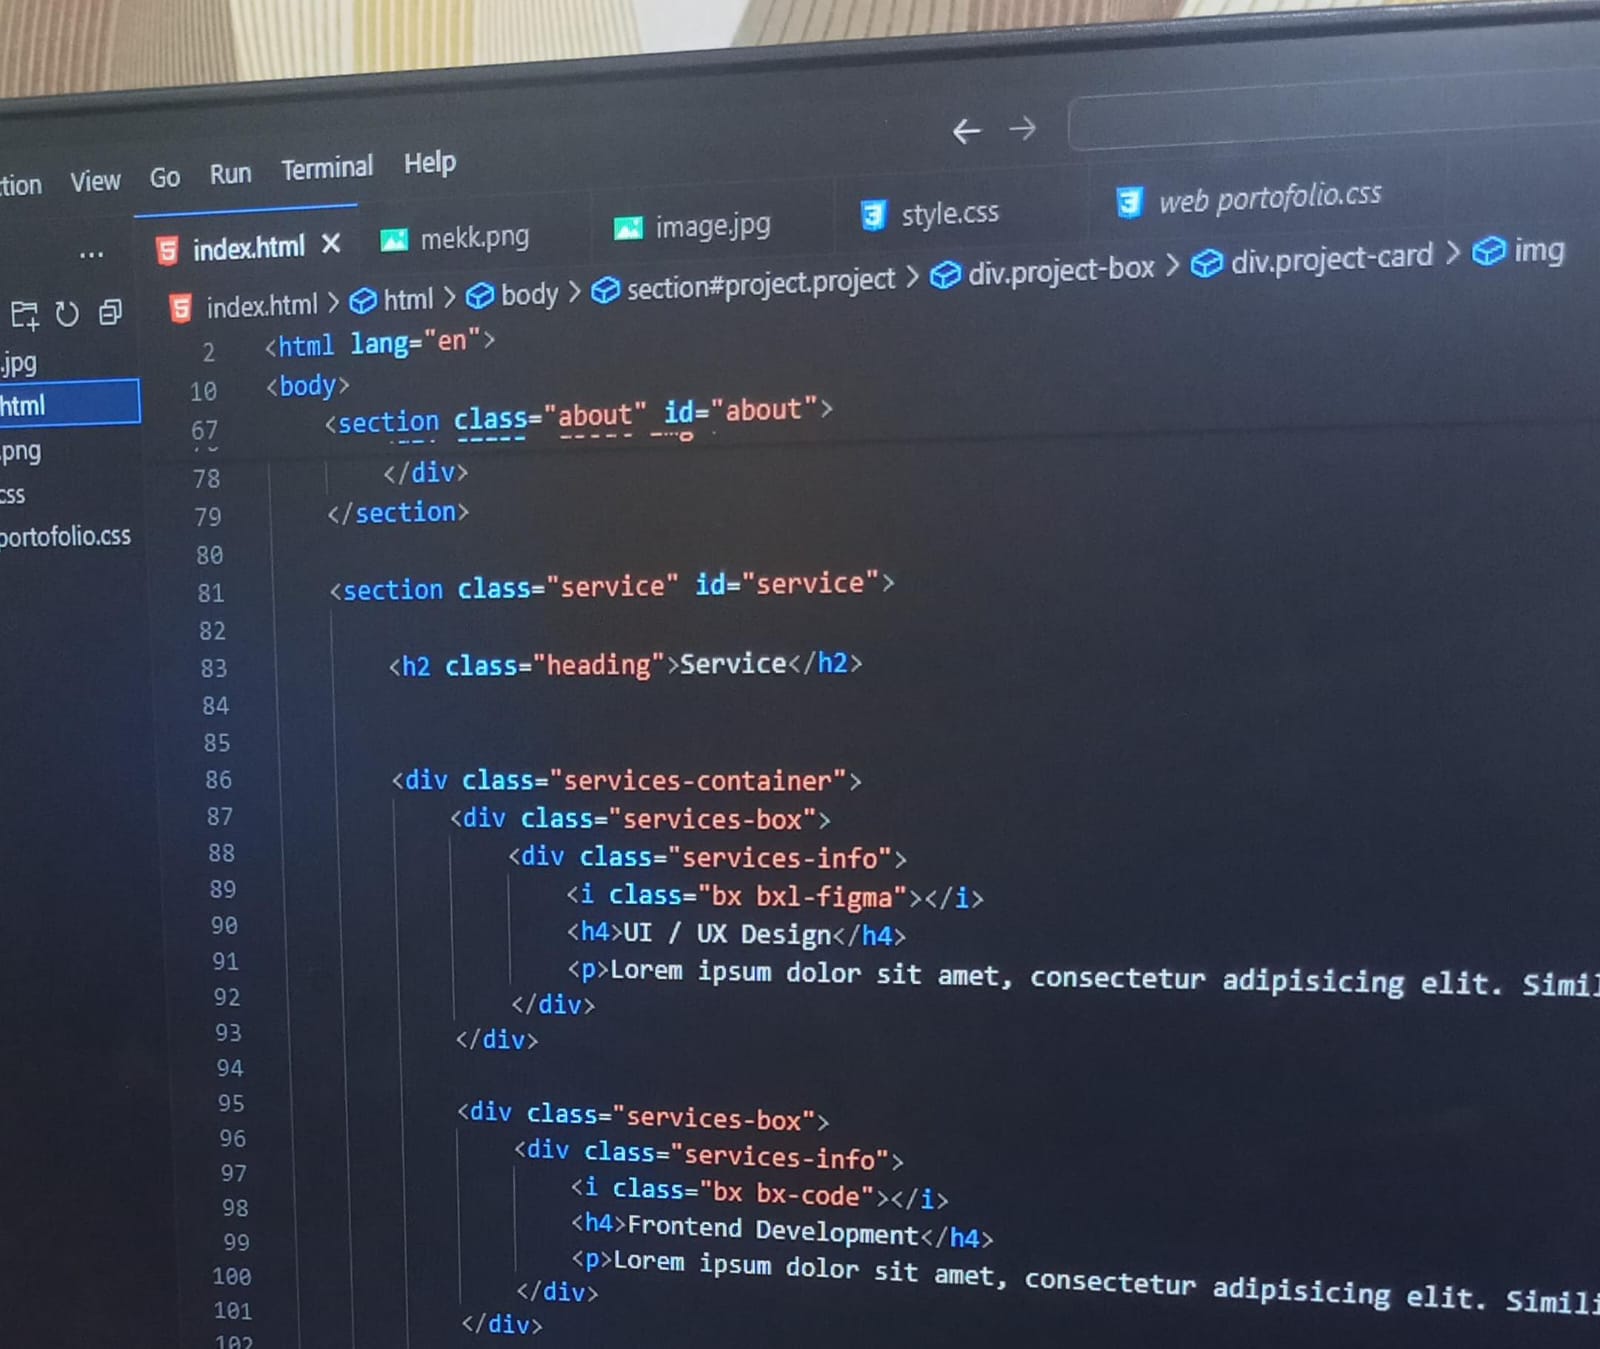 View Go Run Terminal Help
index.html mekk.png image.jpg style.css web portofolio.css
index.html > html > body > section#project.project > div.project-box > div.project-card > img
.jpg
html
.png
css
portofolio.css
2 <html lang="en">
10 <body>
67 <section class="about" id="about">
78 </div>
79 </section>
80
81 <section class="service" id="service">
82
83 <h2 class="heading">Service</h2>
84
85
86 <div class="services-container">
87 <div class="services-box">
88 <div class="services-info">
89 <i class="bx bxl-figma"></i>
90 <h4>UI / UX Design</h4>
91 <p>Lorem ipsum dolor sit amet, consectetur adipisicing elit. Simil
92 </div>
93 </div>
94
95 <div class="services-box">
96 <div class="services-info">
97 <i class="bx bx-code"></i>
98 <h4>Frontend Development</h4>
99 <p>Lorem ipsum dolor sit amet, consectetur adipisicing elit. Simili
100 </div>
101 </div>
102